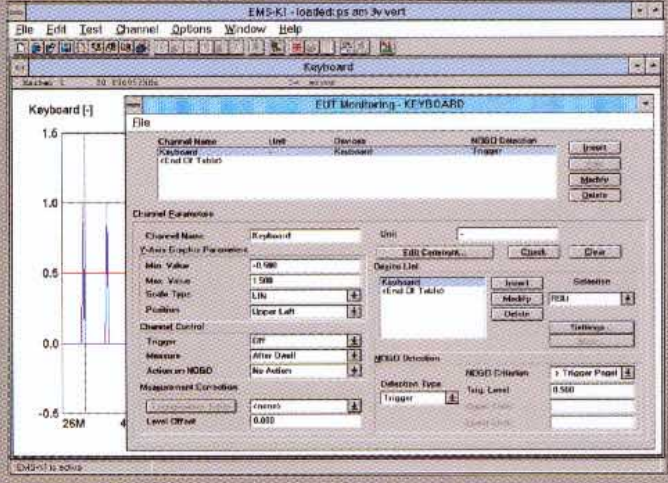 EMS-K1 - loaded: ps am 3v vert
File Edit Test Channel Options Window Help
Keyboard
Keyboard [-]
1.6
1.0
0.5
0.0
-0.5
26M
EUT Monitoring - KEYBOARD
File
Channel Name Unit Devices NOGO Detection
Keyboard - Keyboard Trigger
<End Of Table>
Insert
Modify
Delete
Channel Parameters
Channel Name Keyboard
Unit -
Edit Comment... Check Clear
Y-Axis Graphic Parameters
Min. Value -0.500
Max. Value 1.500
Scale Type LIN
Position Upper Left
Device List
Keyboard
<End Of Table>
Insert
Modify
Delete
Selection
Settings
Channel Control
Trigger Off
Measure After Dwell
Action on NOGO No Action
Measurement Correction
<none>
Level Offset 0.000
NOGO Detection
Detection Type
Trigger
NOGO Criterion > Trigger Pegel
Trig. Level 0.500
EMS-K1 is active